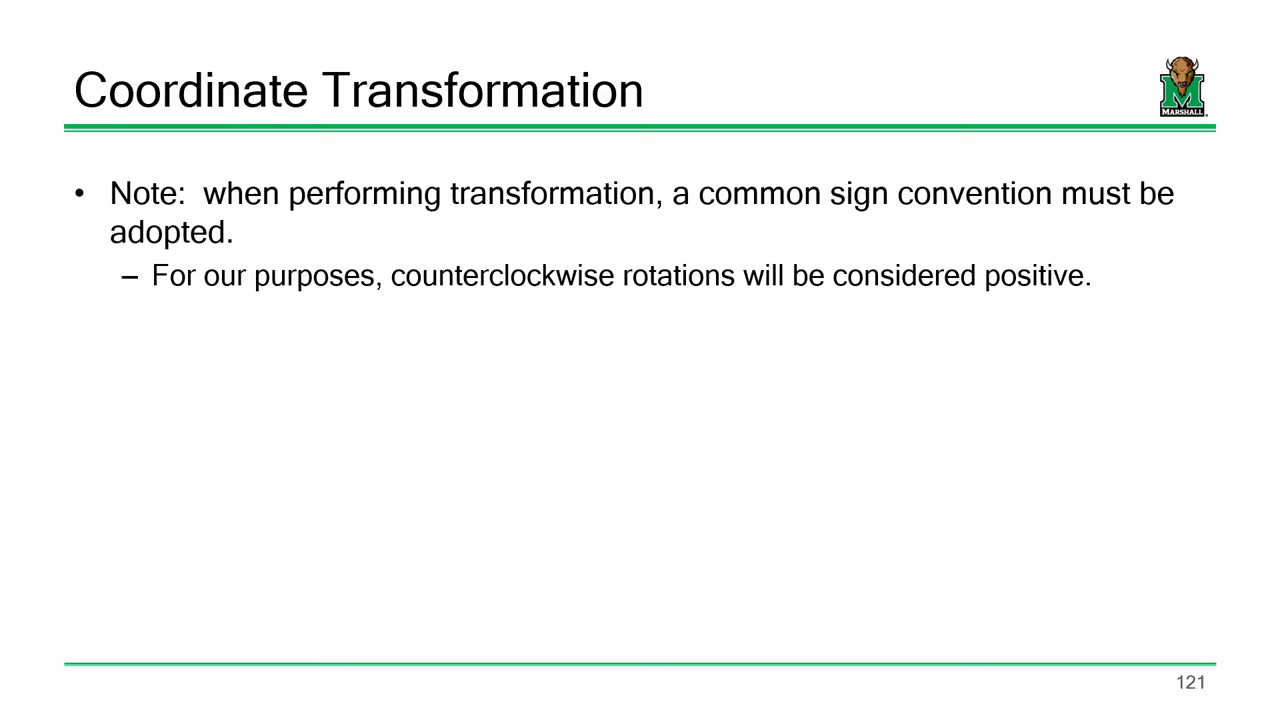 Coordinate Transformation
MARSHALL
• Note:  when performing transformation, a common sign convention must be
adopted.
– For our purposes, counterclockwise rotations will be considered positive.
121